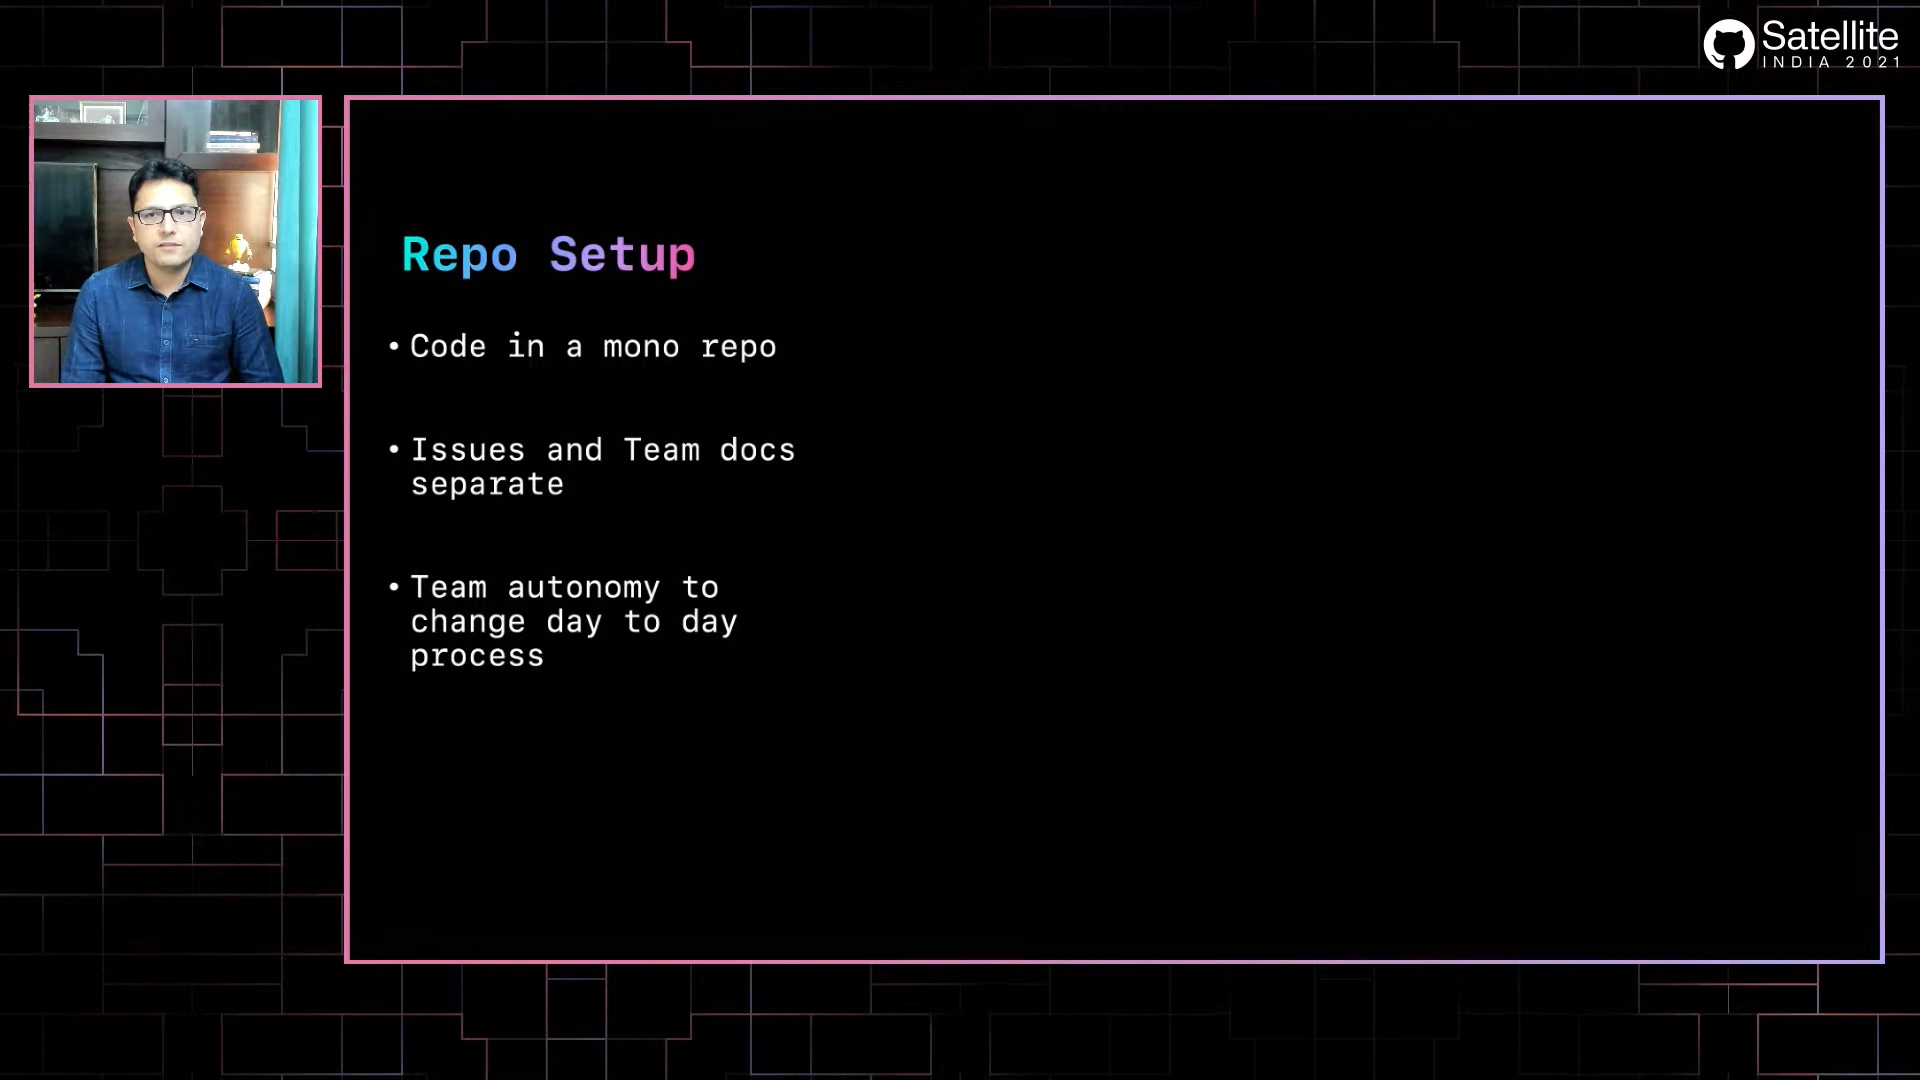 Satellite
INDIA 2021
Repo Setup
• Code in a mono repo
• Issues and Team docs
separate
• Team autonomy to
change day to day
process